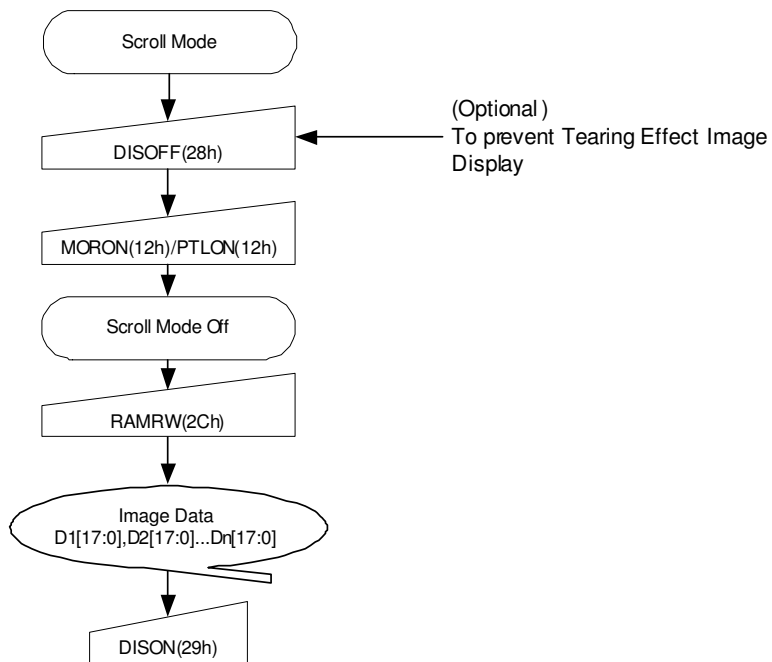 Scroll Mode
(Optional)
To prevent Tearing Effect Image
Display
DISOFF(28h)
MORON(12h)/PTLON(12h)
Scroll Mode Off
RAMRW(2Ch)
Image Data
D1[17:0],D2[17:0]...Dn[17:0]
DISON(29h)